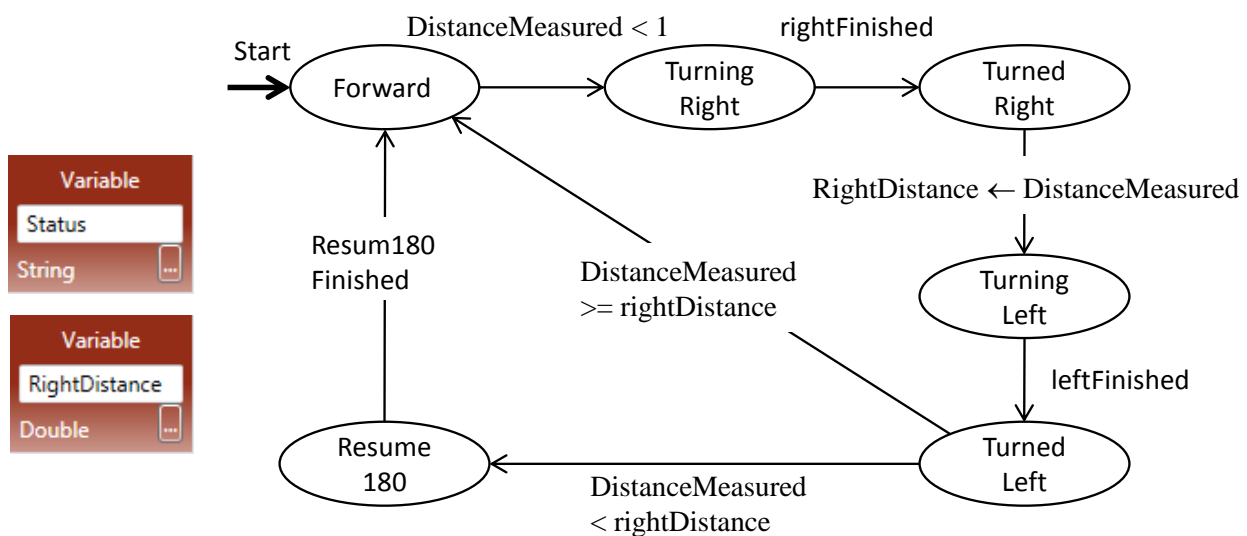 DistanceMeasured < 1
rightFinished
Start
Forward
Turning
Right
Turned
Right
Variable
Status
String
...
RightDistance ← DistanceMeasured
Resum180
Finished
DistanceMeasured
>= rightDistance
Turning
Left
Variable
RightDistance
Double
...
leftFinished
Resume
180
Turned
Left
DistanceMeasured
< rightDistance